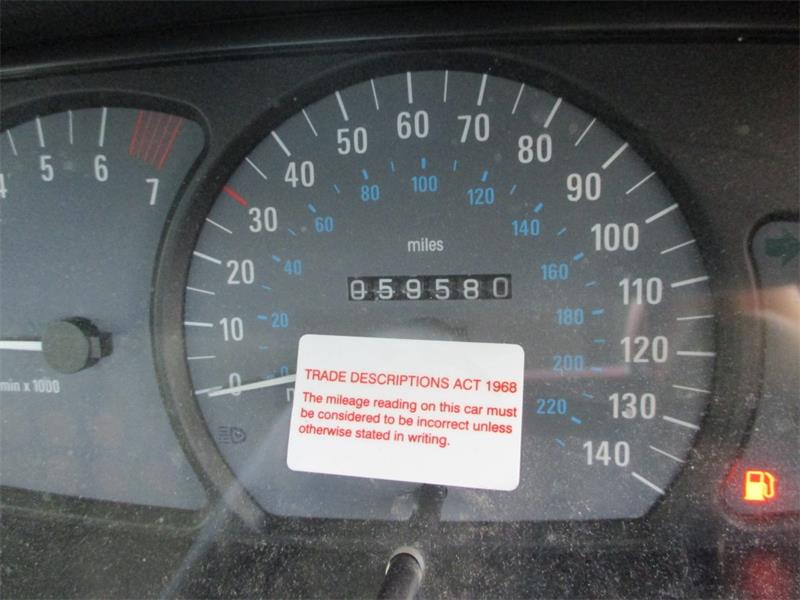 4 5 6 7
min x 1000
0 10 20 30 40 50 60 70 80 90 100 110 120 130 140
20 40 60 80 100 120 140 160 180 200 220
miles
059580
TRADE DESCRIPTIONS ACT 1968
The mileage reading on this car must
be considered to be incorrect unless
otherwise stated in writing.